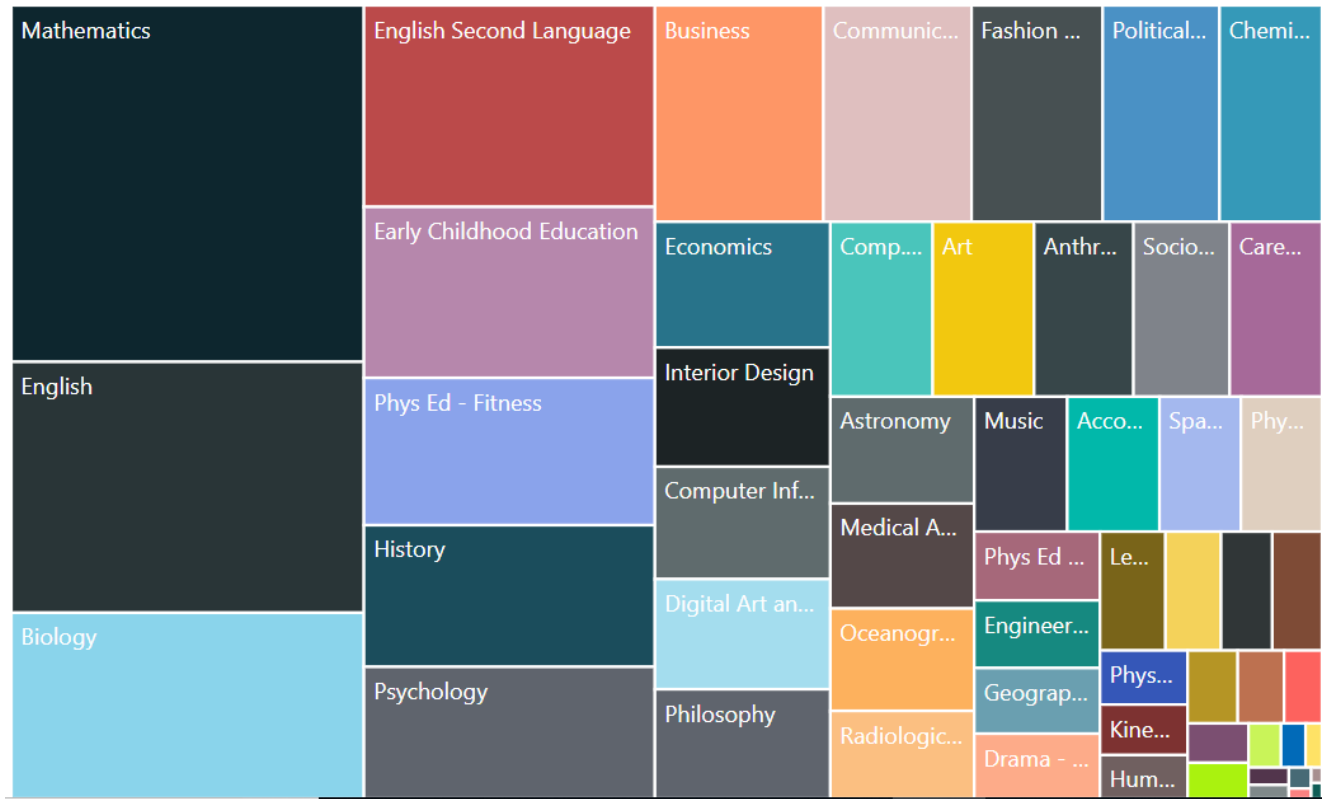 Mathematics
English
Biology
English Second Language
Early Childhood Education
Phys Ed - Fitness
History
Psychology
Business
Communic...
Fashion ...
Political...
Chemi...
Economics
Interior Design
Computer Inf...
Digital Art an...
Philosophy
Comp....
Art
Anthr...
Socio...
Care...
Astronomy
Medical A...
Oceanogr...
Radiologic...
Music
Acco...
Spa...
Phy...
Phys Ed ...
Engineer...
Geograp...
Drama - ...
Le...
Phys...
Kine...
Hum...